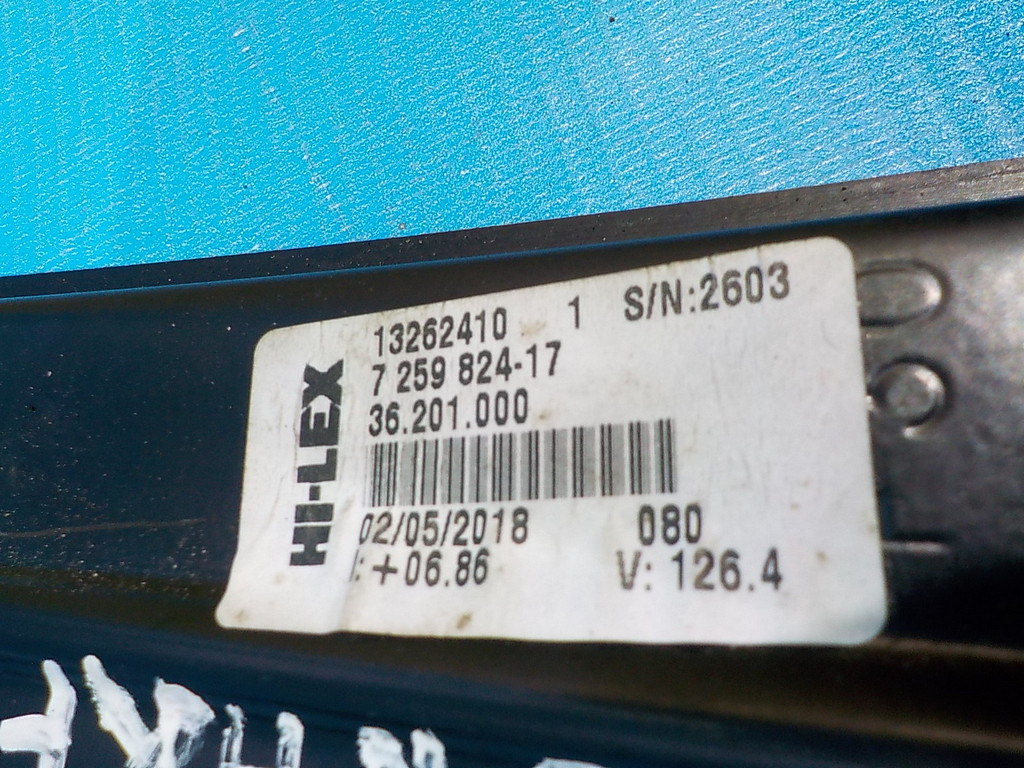 13262410 1 S/N:2603
7 259 824-17
36.201.000
HI-LEX
02/05/2018 080
: +06.86 V: 126.4